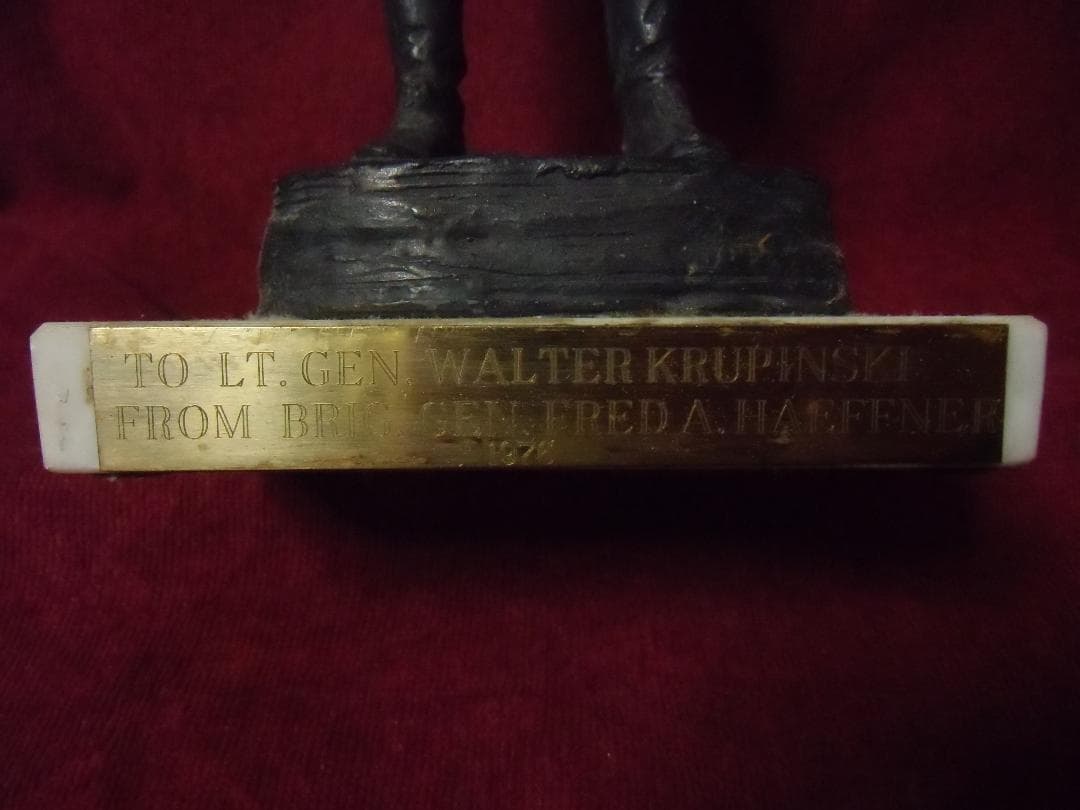 TO LT. GEN. WALTER KRUPINSKI
FROM BRIG. GEN. FRED A. HAEFFNER